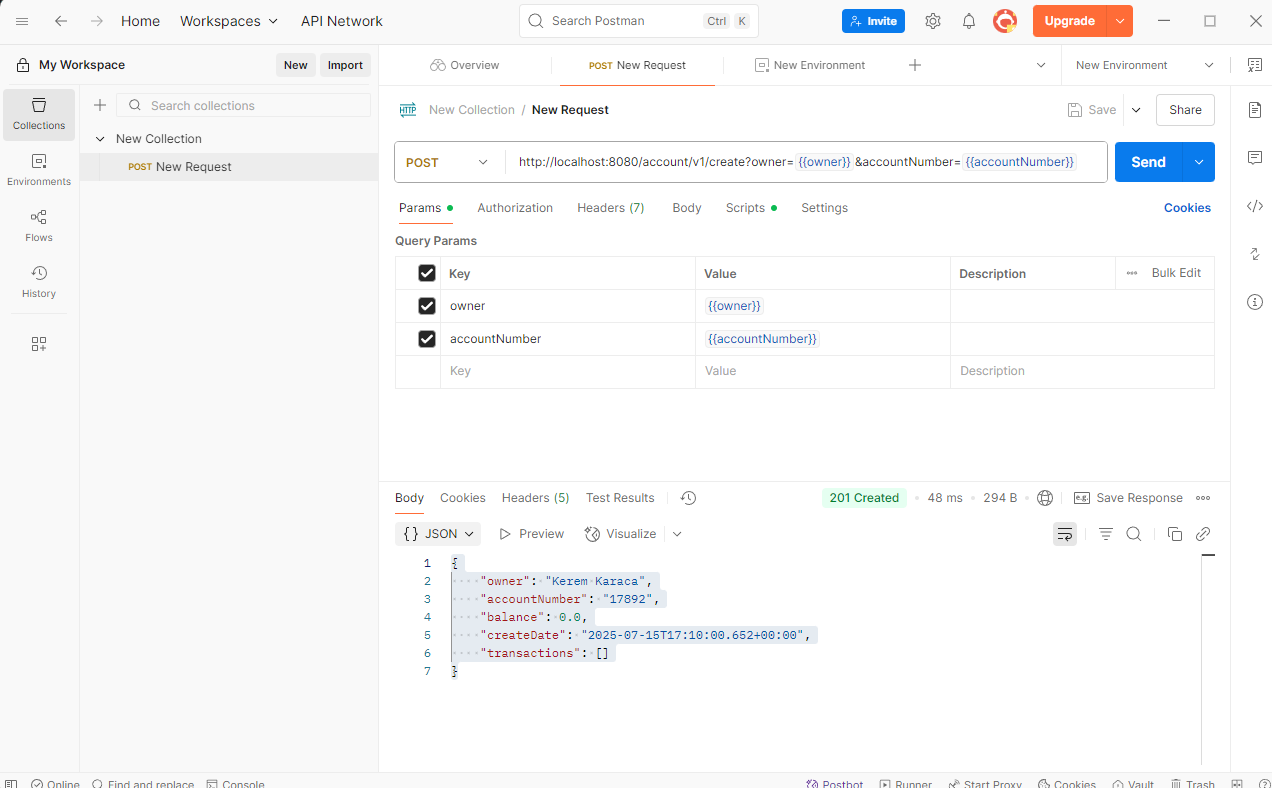 Home Workspaces API Network Search Postman Ctrl K Invite Upgrade
My Workspace New Import
Overview POST New Request New Environment New Environment
Collections
Environments
Flows
History
Search collections
New Collection
POST New Request
HTTP New Collection / New Request Save Share
POST http://localhost:8080/account/v1/create?owner= {{owner}} &accountNumber= {{accountNumber}} Send
Params Authorization Headers (7) Body Scripts Settings Cookies
Query Params
Key Value Description Bulk Edit
owner {{owner}}
accountNumber {{accountNumber}}
Key Value Description
Body Cookies Headers (5) Test Results 201 Created 48 ms 294 B e.g. Save Response
{} JSON Preview Visualize
1 {
2 "owner": "Kerem Karaca",
3 "accountNumber": "17892",
4 "balance": 0.0,
5 "createDate": "2025-07-15T17:10:00.652+00:00",
6 "transactions": []
7 }
Online Find and replace Console Postbot Runner Start Proxy Cookies Vault Trash